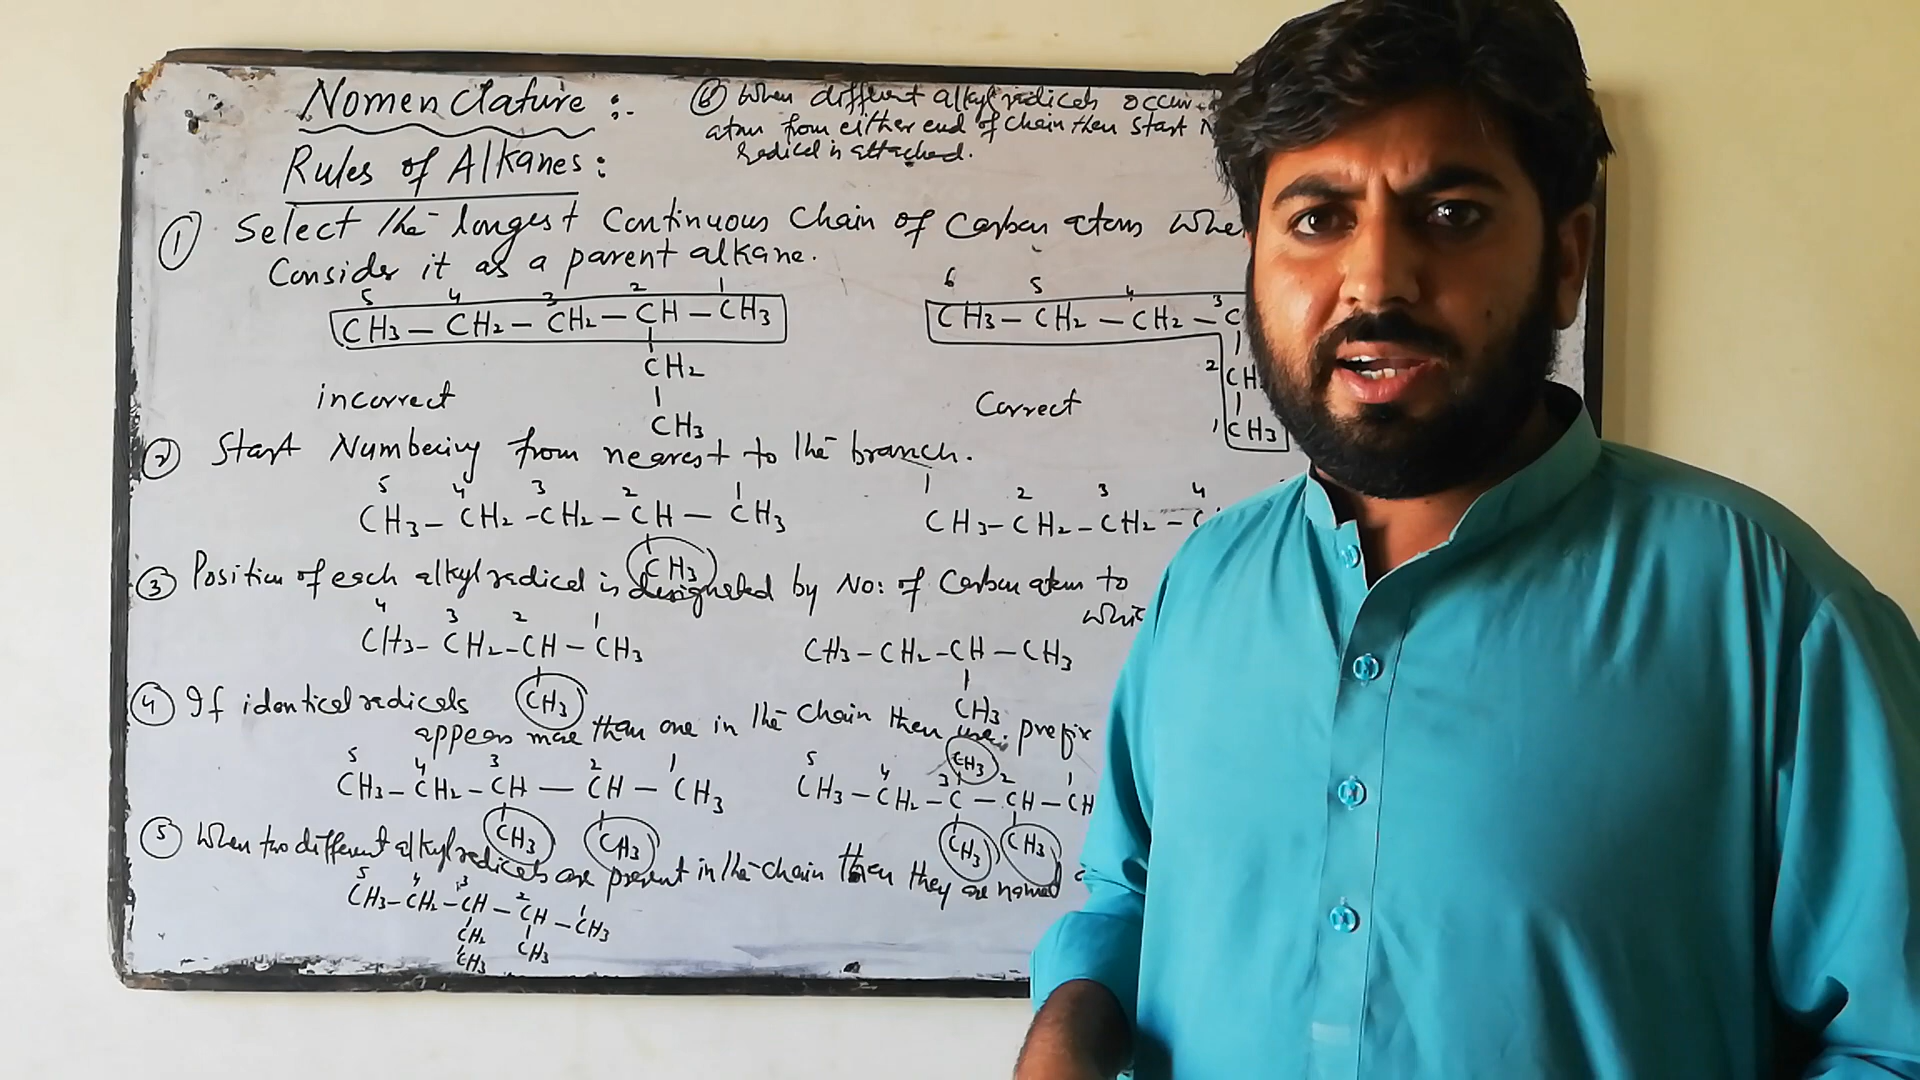 Nomenclature :-
Rules of Alkanes :
⑥ When different alkyl radicals occur
atom from either end of chain then start N
radical is attached.
① Select the longest Continuous Chain of Carbon atoms whe
Consider it as a parent alkane.
5 4 3 2 1
CH3 — CH2 — CH2 — CH — CH3
CH2
CH3
incorrect
6 5 4 3
CH3 — CH2 — CH2 — C
2 CH
1 CH3
Correct
② Start Numbering from nearest to the branch.
5 4 3 2 1
CH3 — CH2 - CH2 — CH — CH3
CH3
1 2 3 4
CH3 - CH2 - CH2 - C
③ Position of each alkyl radical is designated by No: of Carbon atom to
whic
4 3 2 1
CH3 - CH2 - CH — CH3
CH3
CH3 - CH2 - CH — CH3
CH3
④ If identical radicals
appears more than one in the Chain then use prefix
5 4 3 2 1
CH3 — CH2 — CH — CH — CH3
CH3 CH3
CH3
5 4 3 2 1
CH3 — CH2 — C — CH — CH
CH3 CH3
⑤ When two different alkyl radicals are present in the chain then they are named
5 4 3 2 1
CH3 - CH2 - CH — CH — CH3
CH2 CH3
CH3